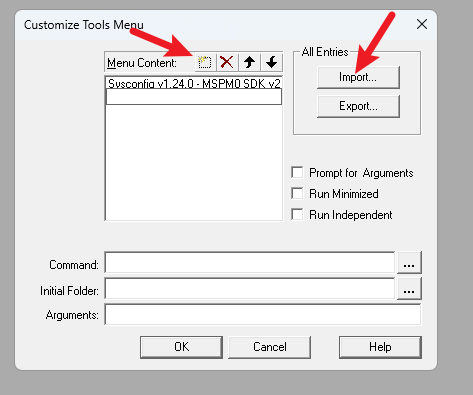 Customize Tools Menu
Menu Content:
All Entries
Sysconfig v1.24.0 - MSPM0 SDK v2
Import...
Export...
Prompt for Arguments
Run Minimized
Run Independent
Command:
...
Initial Folder:
...
Arguments:
OK
Cancel
Help